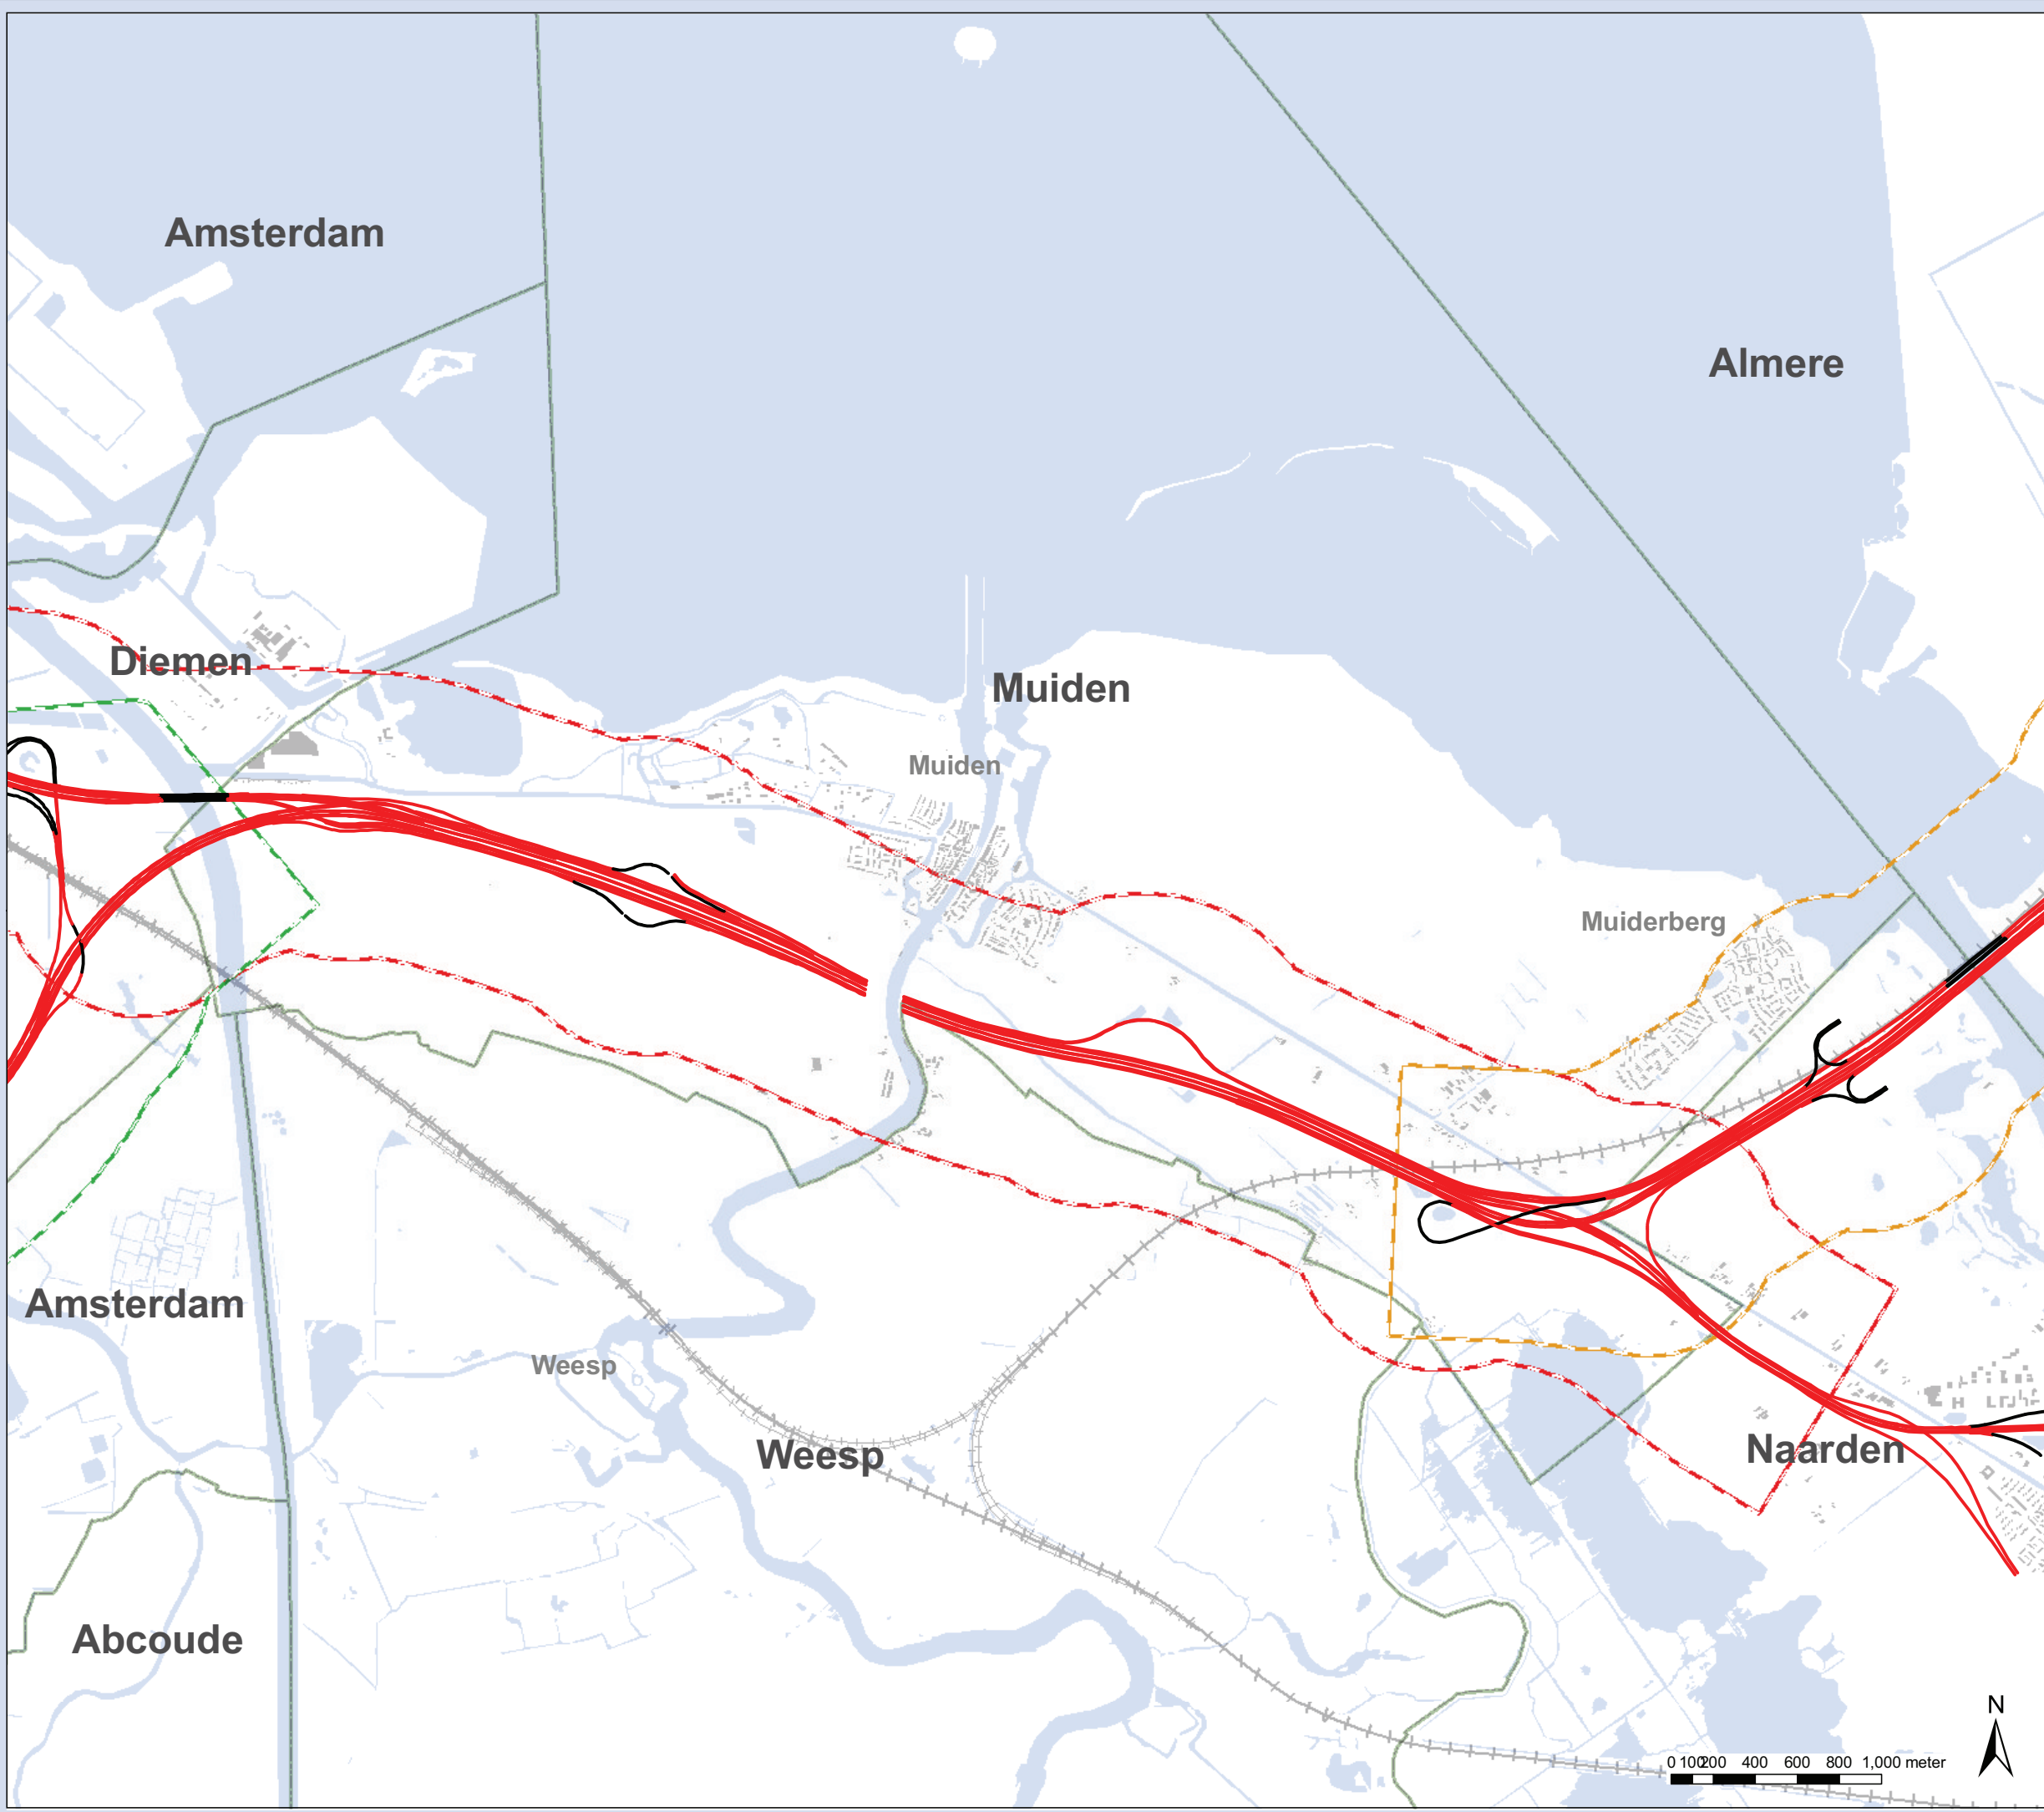 Amsterdam
Almere
Diemen
Muiden
Muiden
Muiderberg
Amsterdam
Weesp
Weesp
Naarden
Abcoude
N
0 100 200 400 600 800 1,000 meter